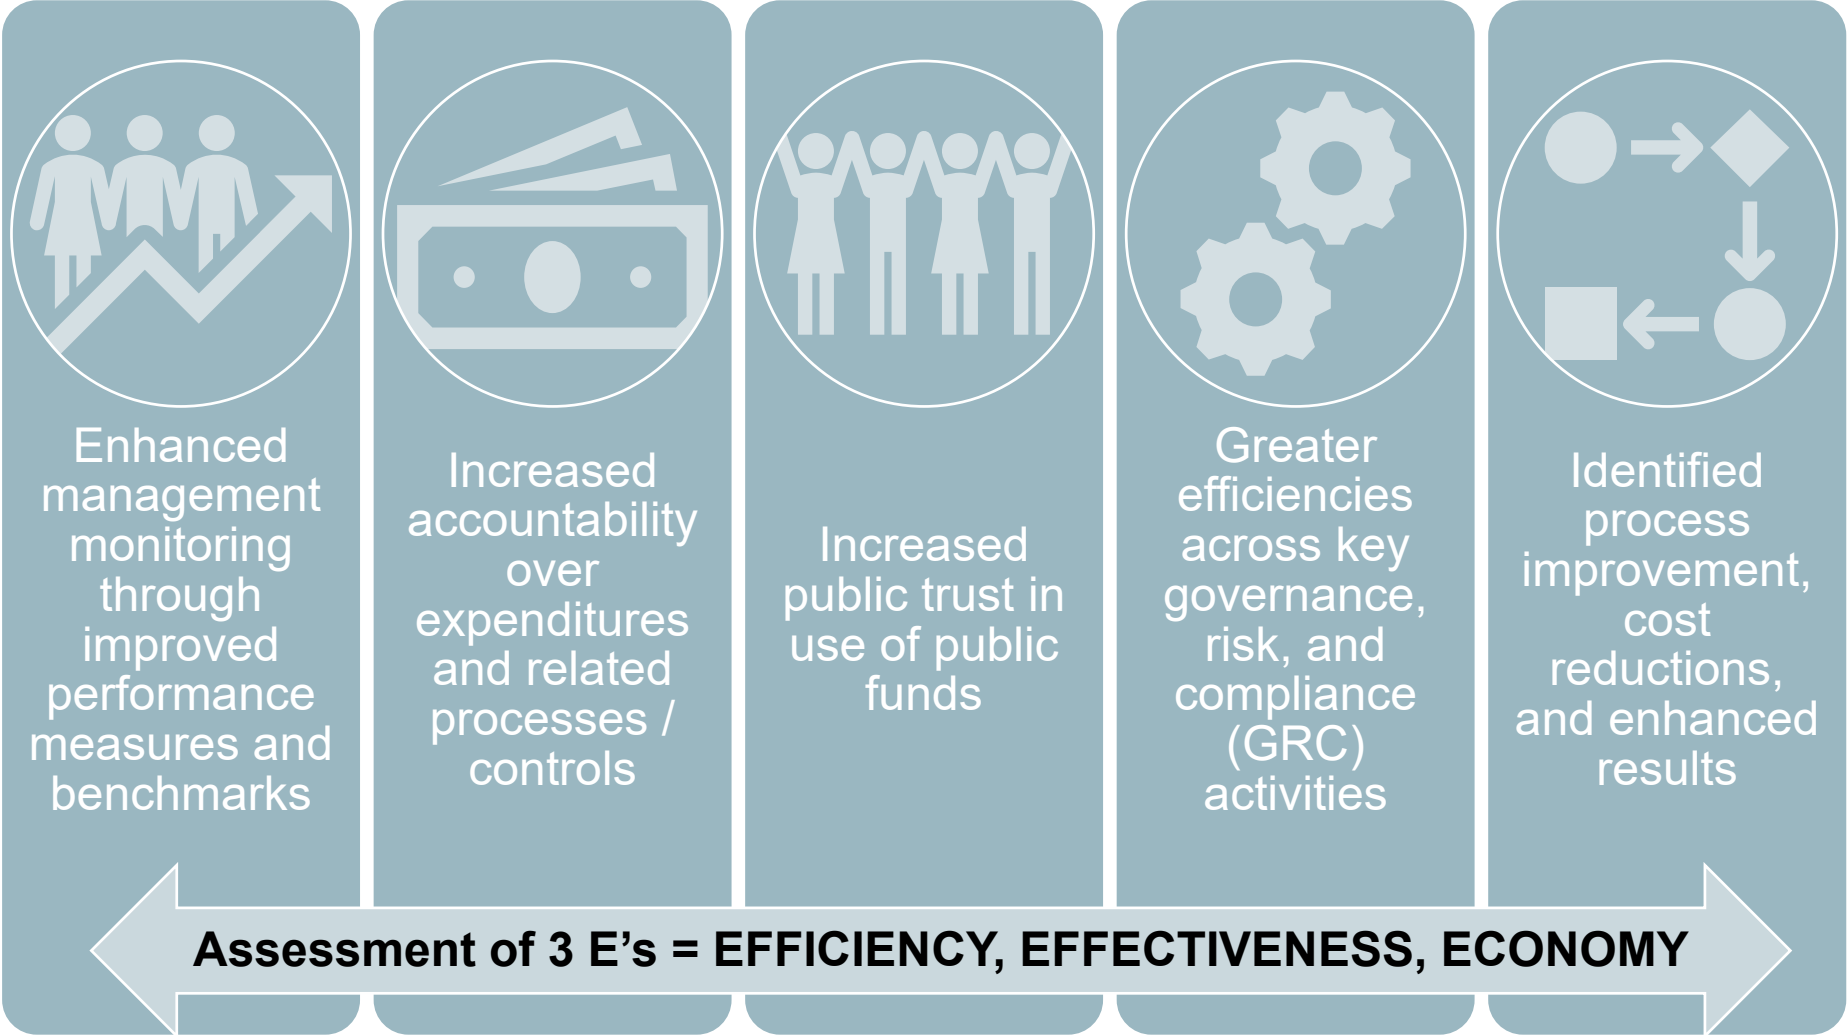 Enhanced
management
monitoring
through
improved
performance
measures and
benchmarks
Increased
accountability
over
expenditures
and related
processes /
controls
Increased
public trust in
use of public
funds
Greater
efficiencies
across key
governance,
risk, and
compliance
(GRC)
activities
Identified
process
improvement,
cost
reductions,
and enhanced
results
Assessment of 3 E’s = EFFICIENCY, EFFECTIVENESS, ECONOMY